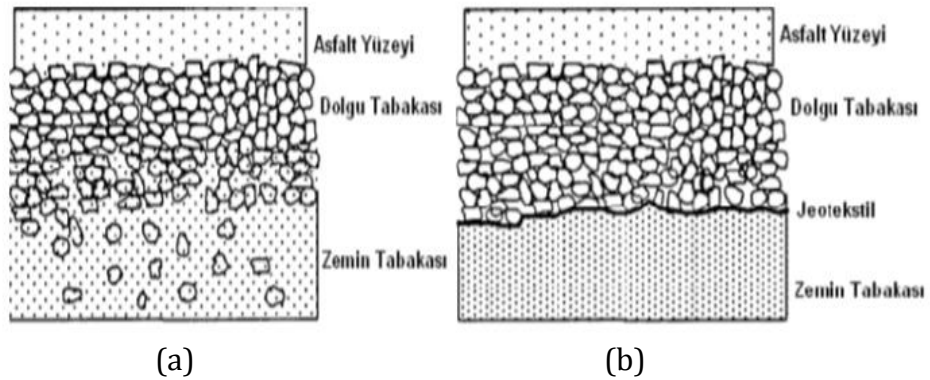 Asfalt Yüzeyi
Dolgu Tabakası
Zemin Tabakası
(a)
Asfalt Yüzeyi
Dolgu Tabakası
Jeotekstil
Zemin Tabakası
(b)